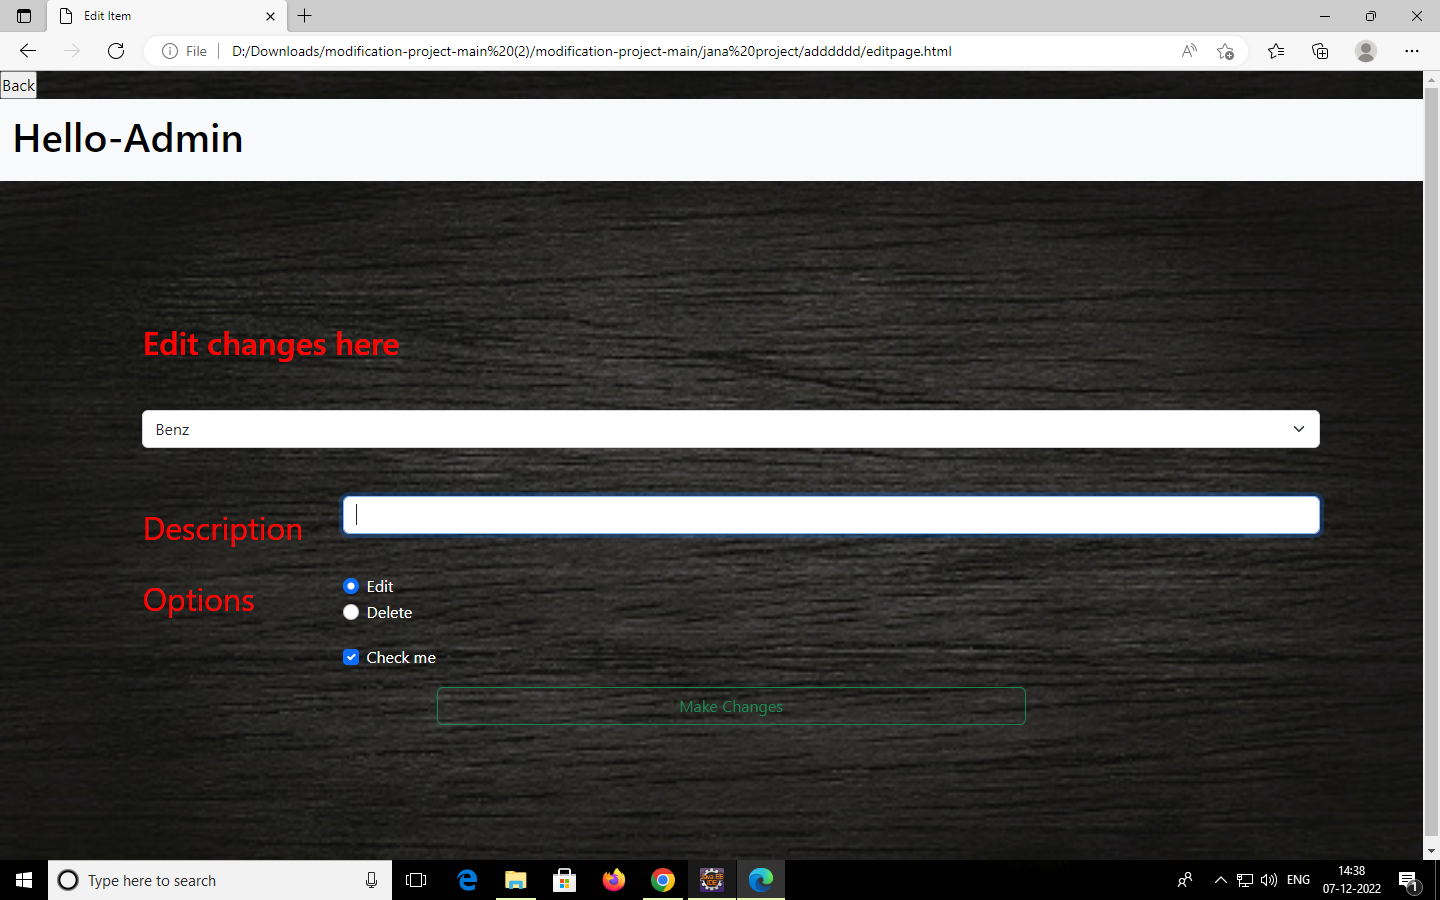 Edit Item
File
D:/Downloads/modification-project-main%20(2)/modification-project-main/jana%20project/adddddd/editpage.html
Back
Hello-Admin
Edit changes here
Benz
Description
Options
Edit
Delete
Check me
Make Changes
Type here to search
ENG
14:38
07-12-2022
1